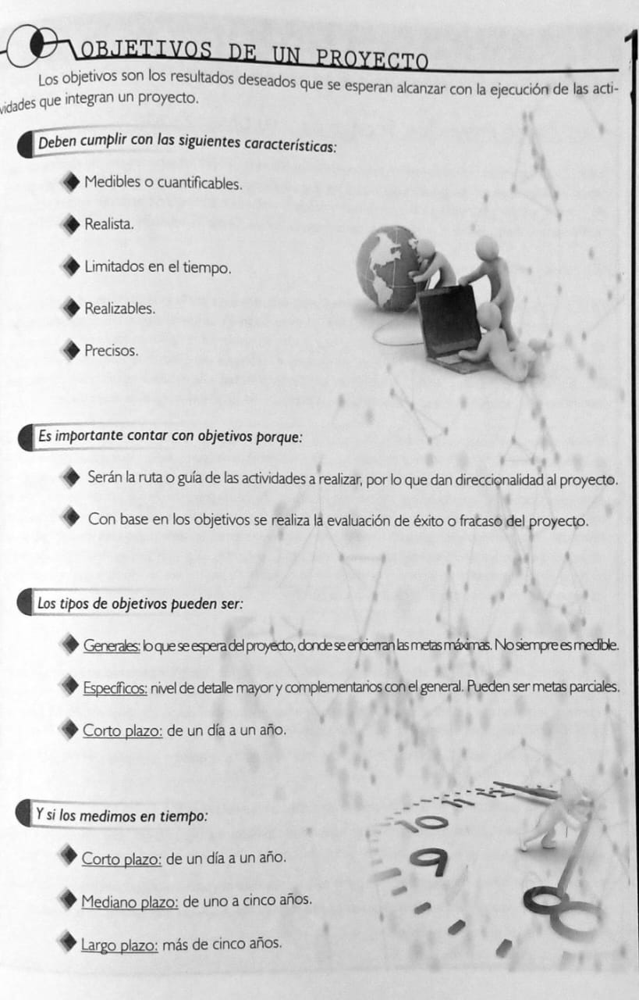 OBJETIVOS DE UN PROYECTO
Los objetivos son los resultados deseados que se esperan alcanzar con la ejecución de las acti-
vidades que integran un proyecto.
Deben cumplir con las siguientes características:
Medibles o cuantificables.
Realista.
Limitados en el tiempo.
Realizables.
Precisos.
Es importante contar con objetivos porque:
Serán la ruta o guía de las actividades a realizar, por lo que dan direccionalidad al proyecto.
Con base en los objetivos se realiza la evaluación de éxito o fracaso del proyecto.
Los tipos de objetivos pueden ser:
Generales: lo que se espera del proyecto, donde se encierran las metas máximas. No siempre es medible.
Específicos: nivel de detalle mayor y complementarios con el general. Pueden ser metas parciales.
Corto plazo: de un día a un año.
Y si los medimos en tiempo:
Corto plazo: de un día a un año.
Mediano plazo: de uno a cinco años.
Largo plazo: más de cinco años.
12
11
10
9